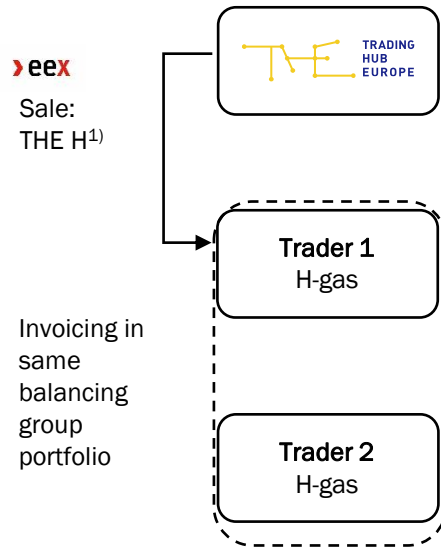 THE
TRADING
HUB
EUROPE
eex
Sale:
THE H1)
Trader 1
H-gas
Invoicing in
same
balancing
group
portfolio
Trader 2
H-gas